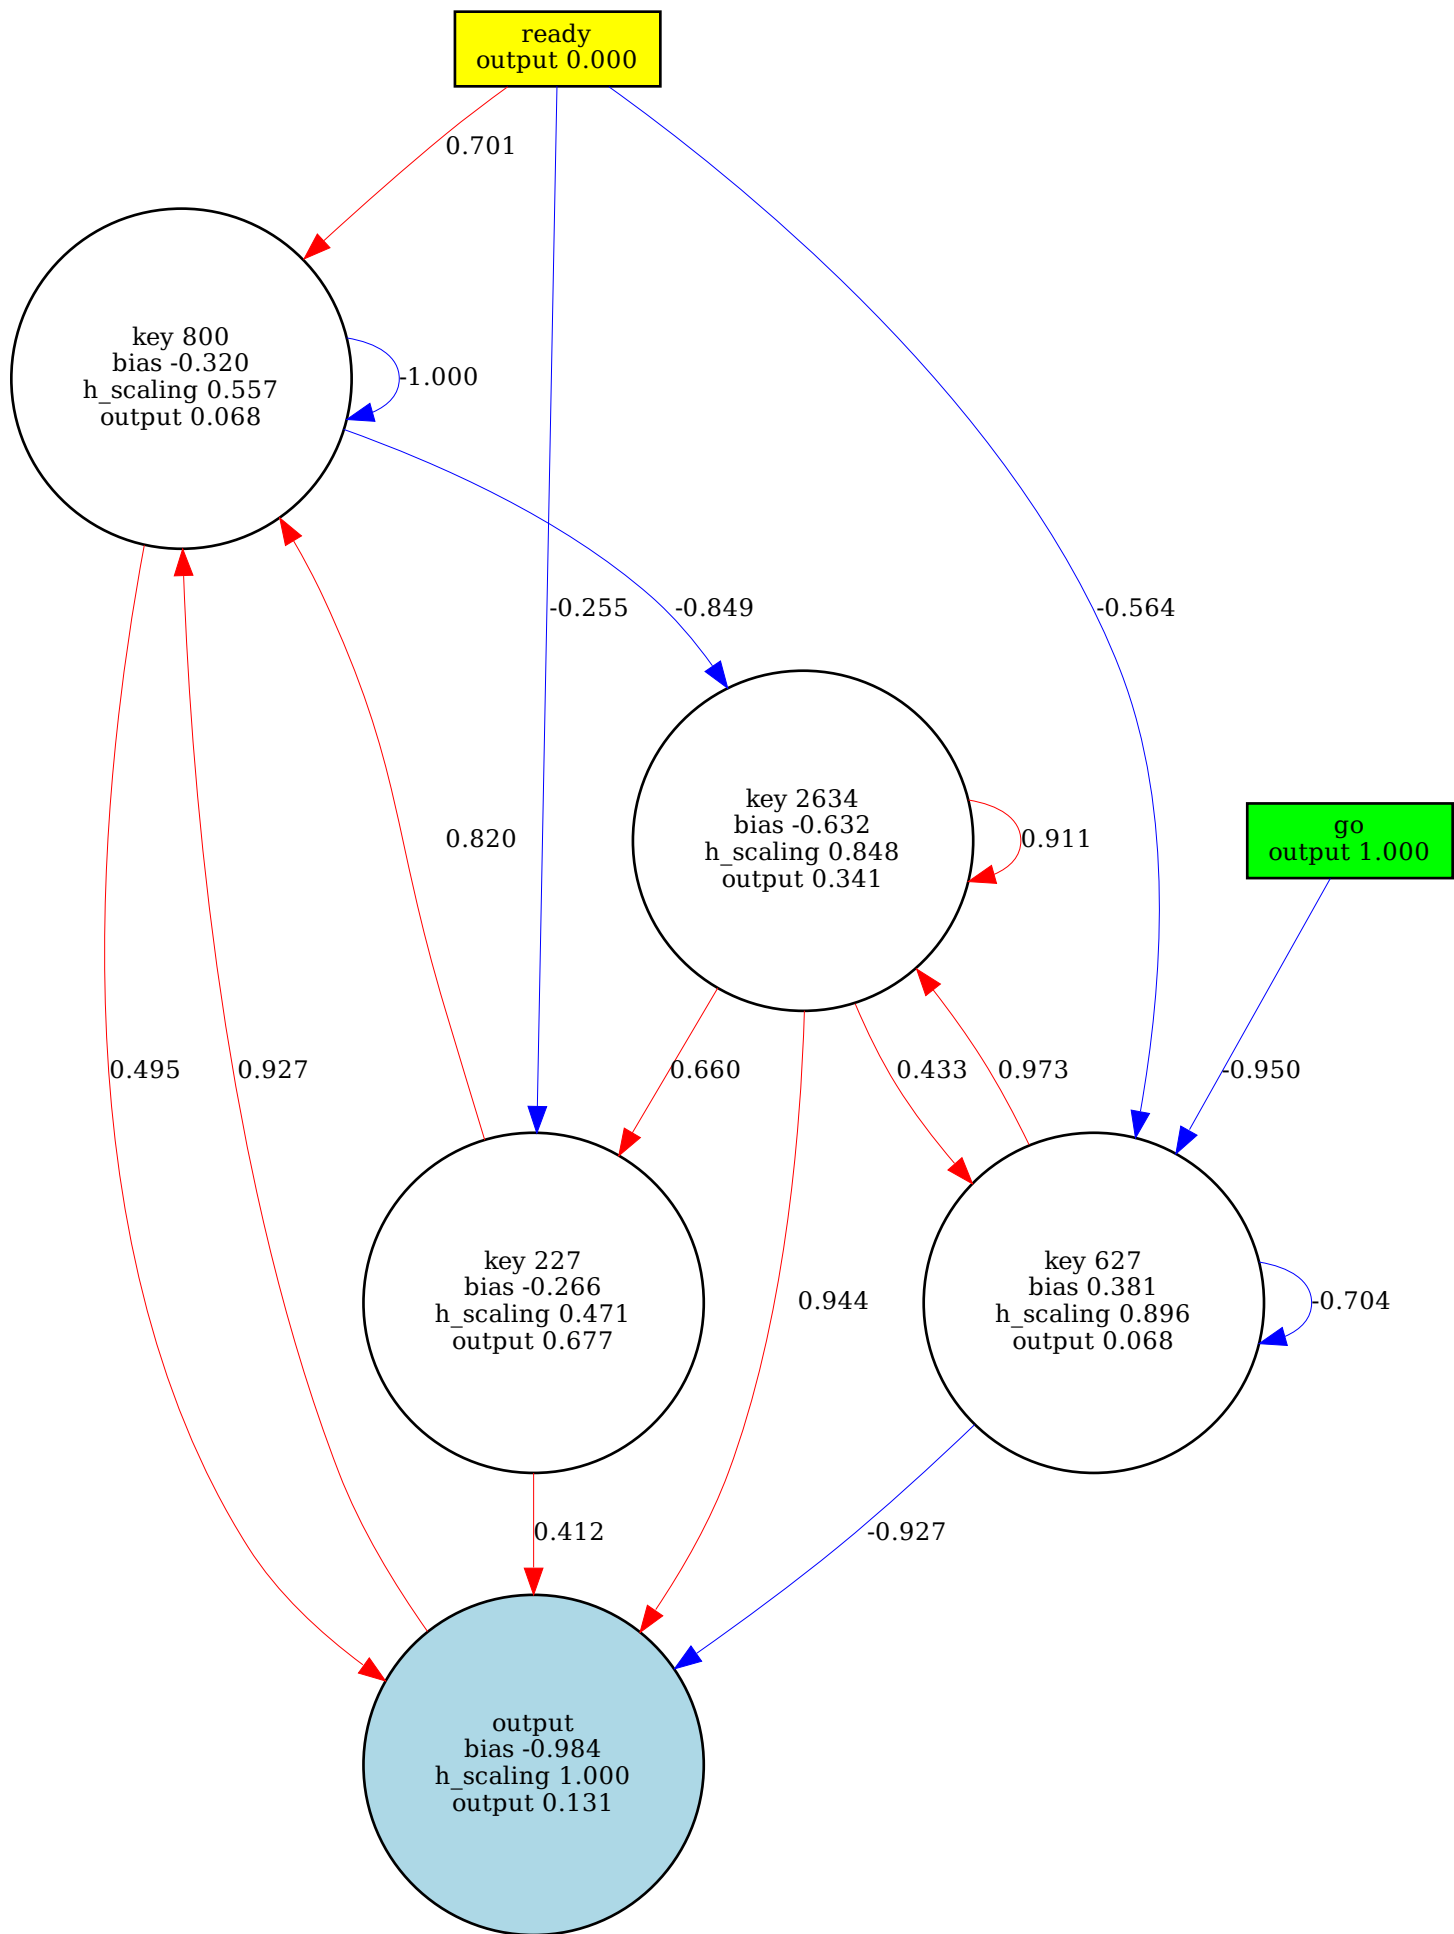 ready
output 0.000
0.701
key 800
bias -0.320
h_scaling 0.557
output 0.068
-1.000
-0.255
-0.849
-0.564
key 2634
bias -0.632
h_scaling 0.848
output 0.341
0.820
0.911
go
output 1.000
0.495
0.927
0.660
0.433
0.973
-0.950
key 227
bias -0.266
h_scaling 0.471
output 0.677
0.944
key 627
bias 0.381
h_scaling 0.896
output 0.068
-0.704
0.412
-0.927
output
bias -0.984
h_scaling 1.000
output 0.131